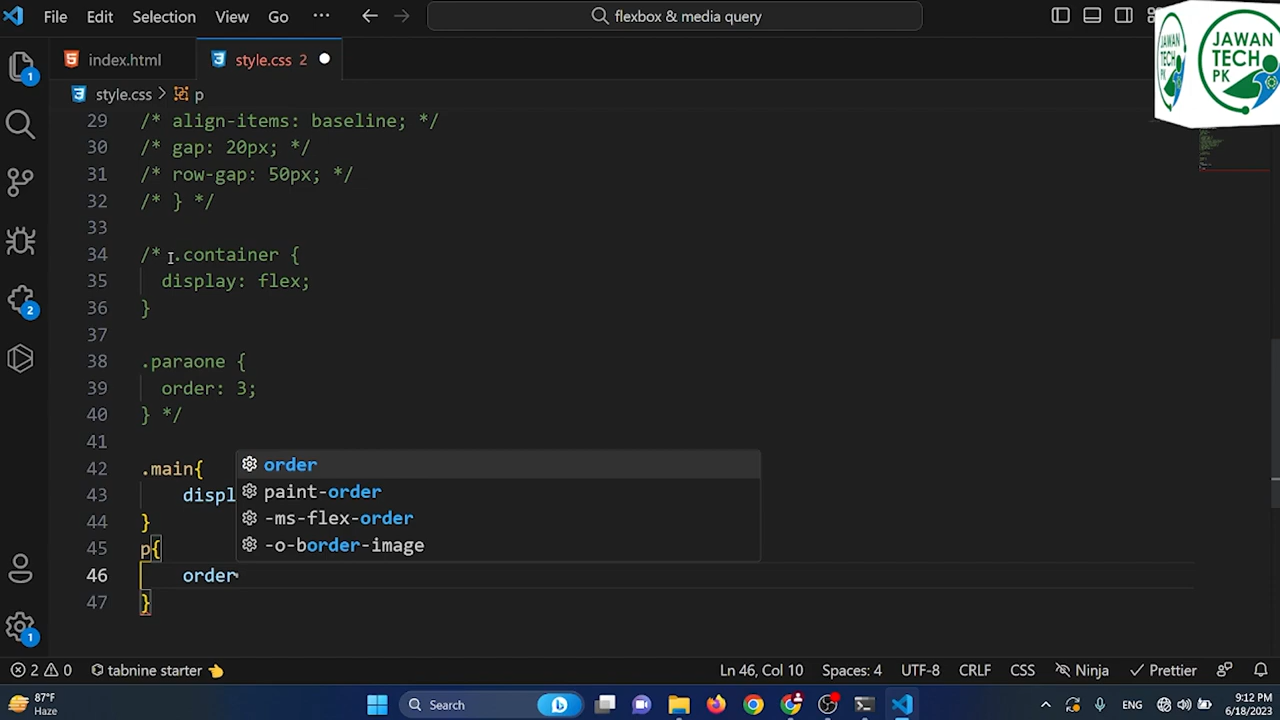 File Edit Selection View Go ··· flexbox & media query
JAWAN
TECH
PK
index.html style.css 2
style.css > p
29 /* align-items: baseline; */
30 /* gap: 20px; */
31 /* row-gap: 50px; */
32 /* } */
33
34 /* .container {
35 display: flex;
36 }
37
38 .paraone {
39 order: 3;
40 } */
41
42 .main{
43 displ
44 }
45 p{
46 order
47 }
order
paint-order
-ms-flex-order
-o-border-image
1
2
1
2 0 tabnine starter Ln 46, Col 10 Spaces: 4 UTF-8 CRLF CSS Ninja Prettier
87°F
Haze
Search
ENG
9:12 PM
6/18/2023